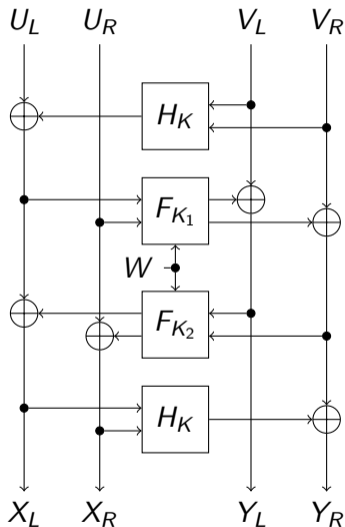 U_L U_R V_L V_R
H_K
F_{K_1}
W
F_{K_2}
H_K
X_L X_R Y_L Y_R